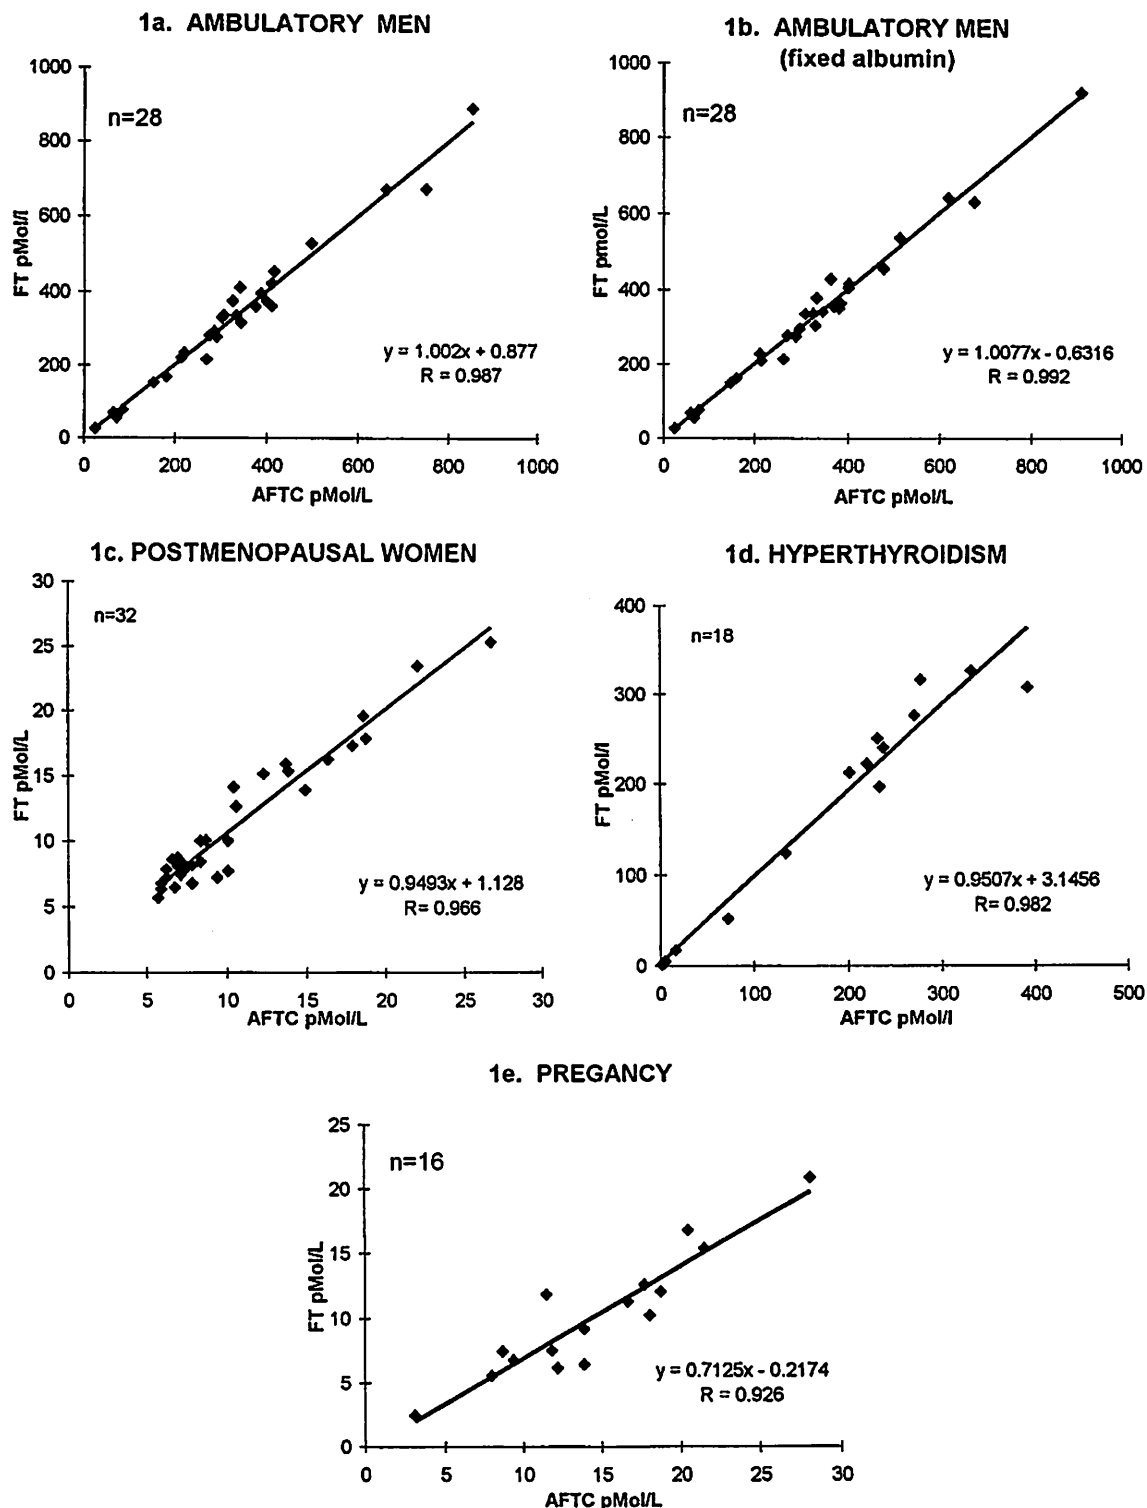 1a. AMBULATORY MEN
1000
800
600
400
200
0
FT pMol/l
n=28
y = 1.002x + 0.877
R = 0.987
0 200 400 600 800 1000
AFTC pMol/L
1b. AMBULATORY MEN
(fixed albumin)
1000
800
600
400
200
0
FT pmol/L
n=28
y = 1.0077x - 0.6316
R = 0.992
0 200 400 600 800 1000
AFTC pMol/L
1c. POSTMENOPAUSAL WOMEN
30
25
20
15
10
5
0
FT pMol/L
n=32
y = 0.9493x + 1.128
R= 0.966
0 5 10 15 20 25 30
AFTC pMol/L
1d. HYPERTHYROIDISM
400
300
200
100
0
FT pMol/l
n=18
y = 0.9507x + 3.1456
R= 0.982
0 100 200 300 400 500
AFTC pMol/l
1e. PREGANCY
25
20
15
10
5
0
FT pMol/L
n=16
y = 0.7125x - 0.2174
R = 0.926
0 5 10 15 20 25 30
AFTC pMol/L